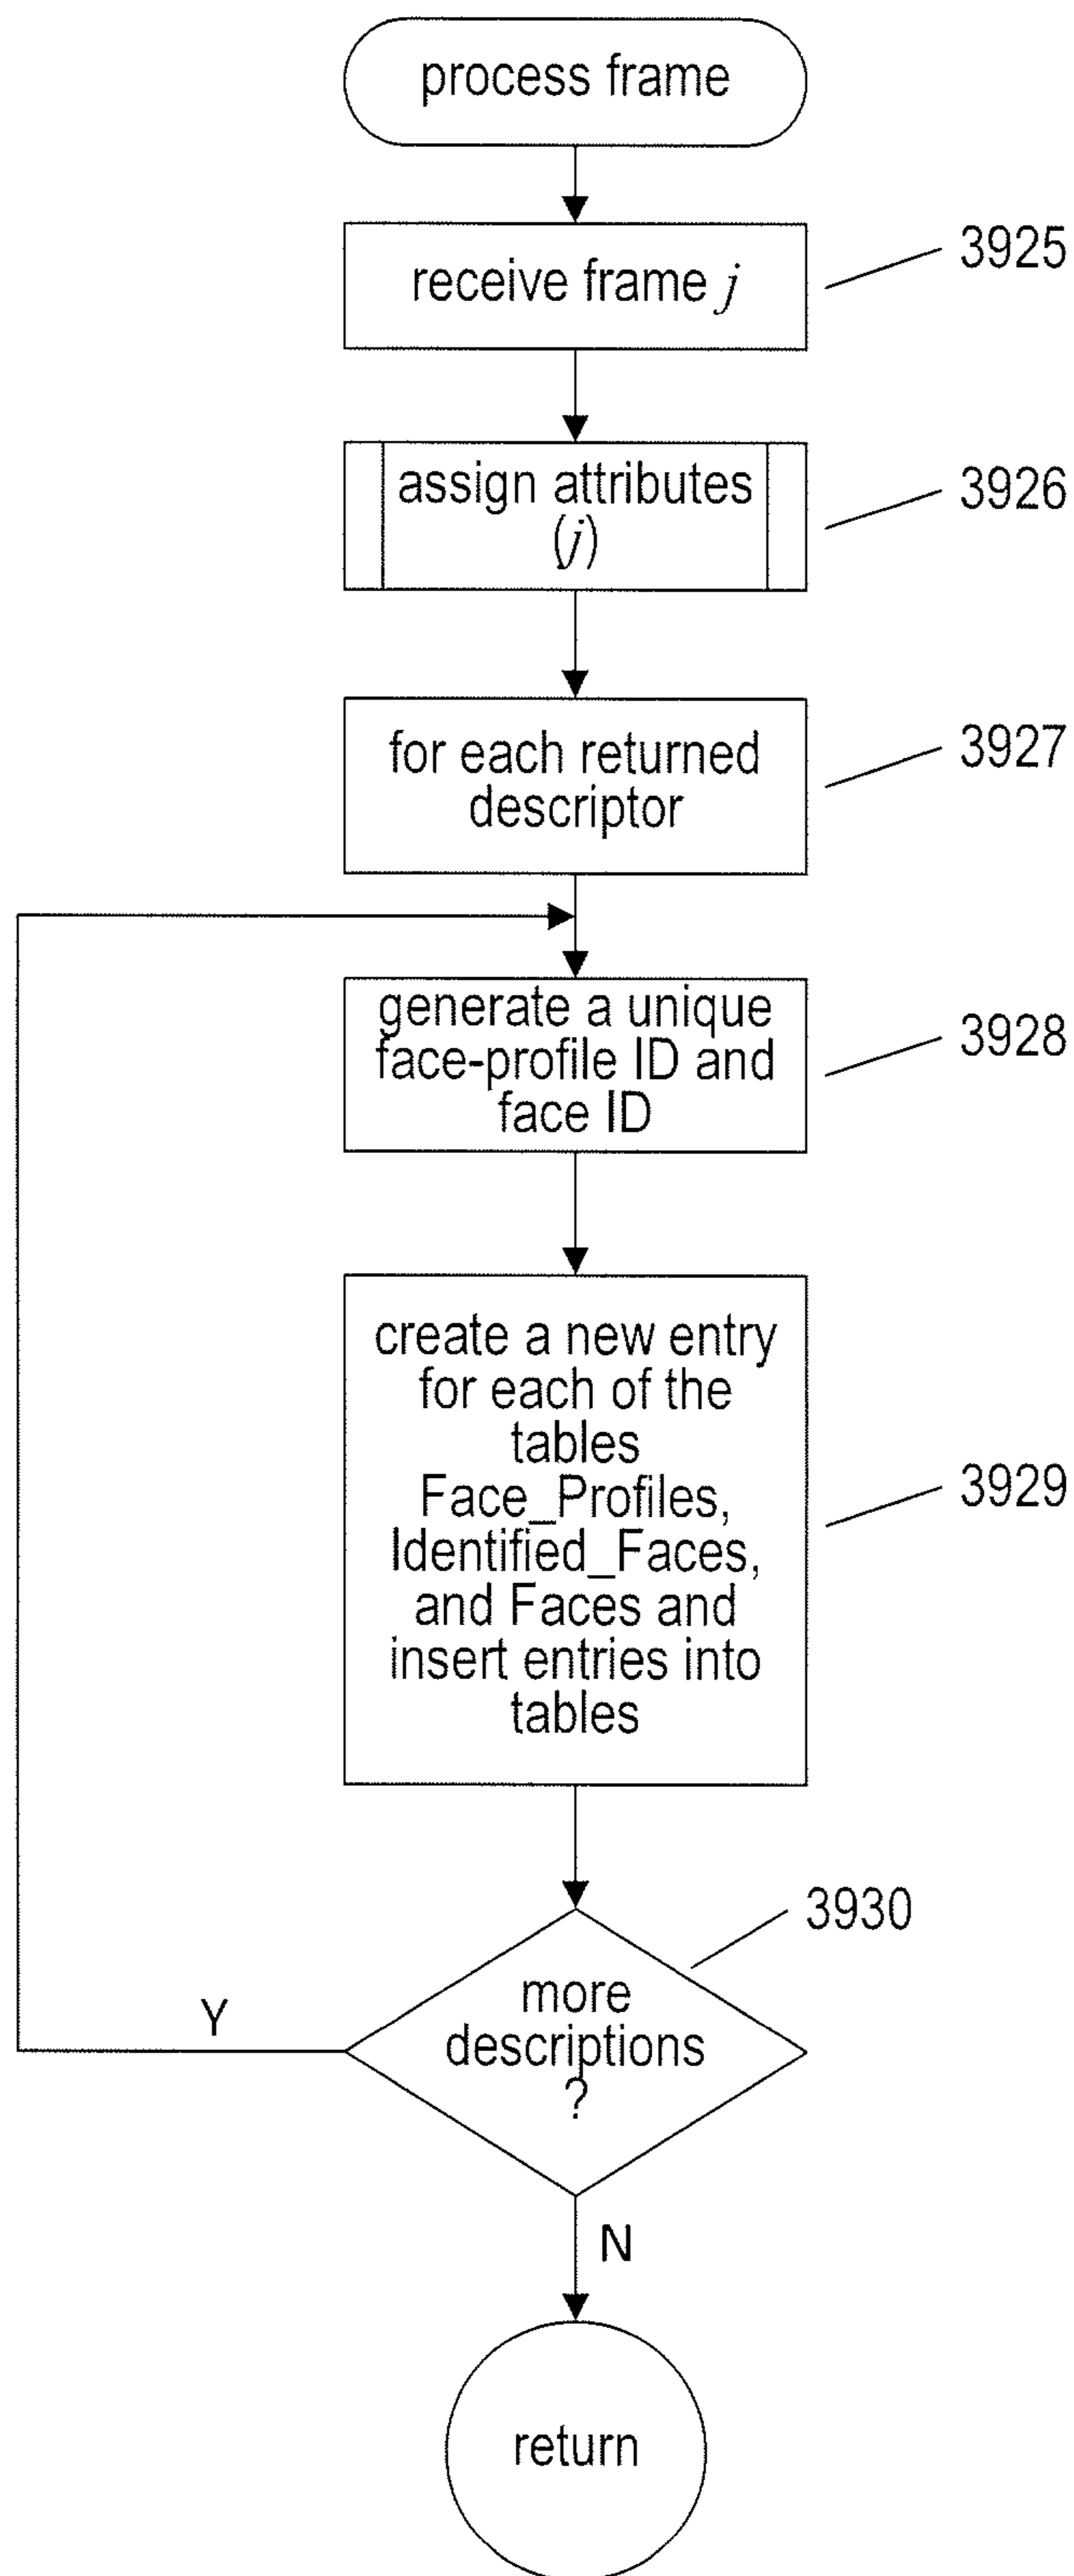 process frame
receive frame j
3925
assign attributes
(j)
3926
for each returned
descriptor
3927
generate a unique
face-profile ID and
face ID
3928
create a new entry
for each of the
tables
Face_Profiles,
Identified_Faces,
and Faces and
insert entries into
tables
3929
3930
more
descriptions
?
Y
N
return